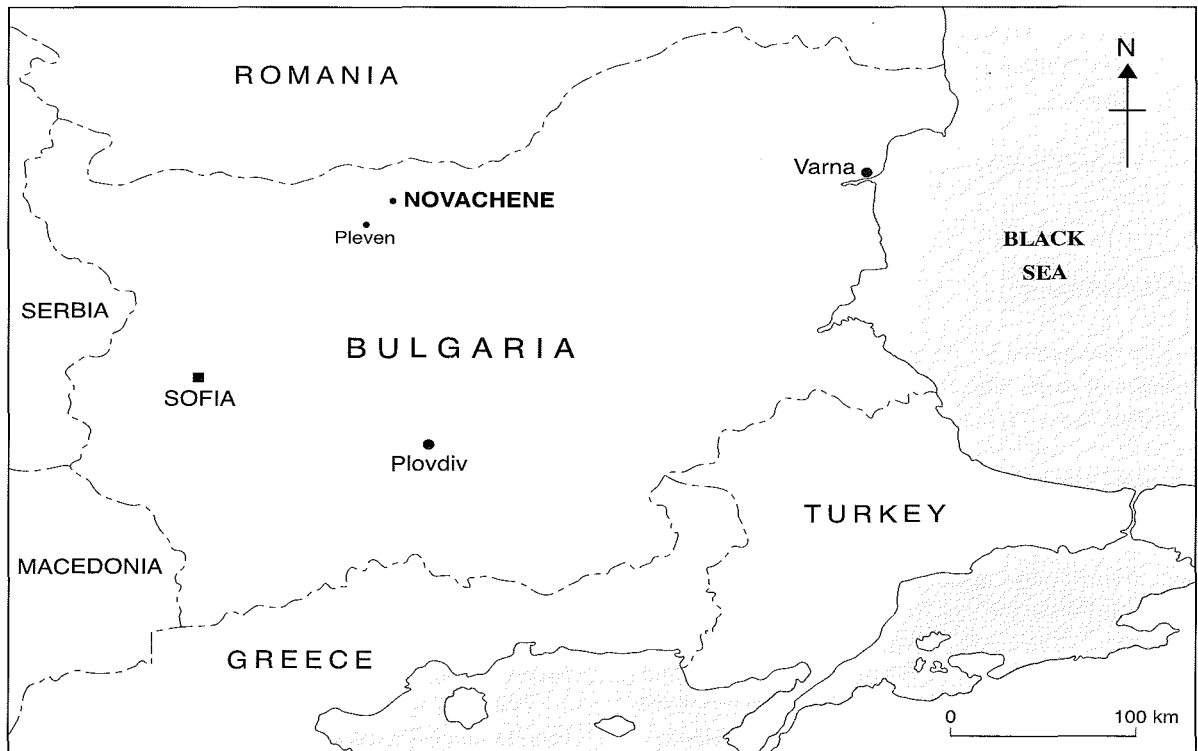 ROMANIA
N
Varna
NOVACHENE
Pleven
BLACK
SEA
SERBIA
BULGARIA
SOFIA
Plovdiv
TURKEY
MACEDONIA
GREECE
0 100 km